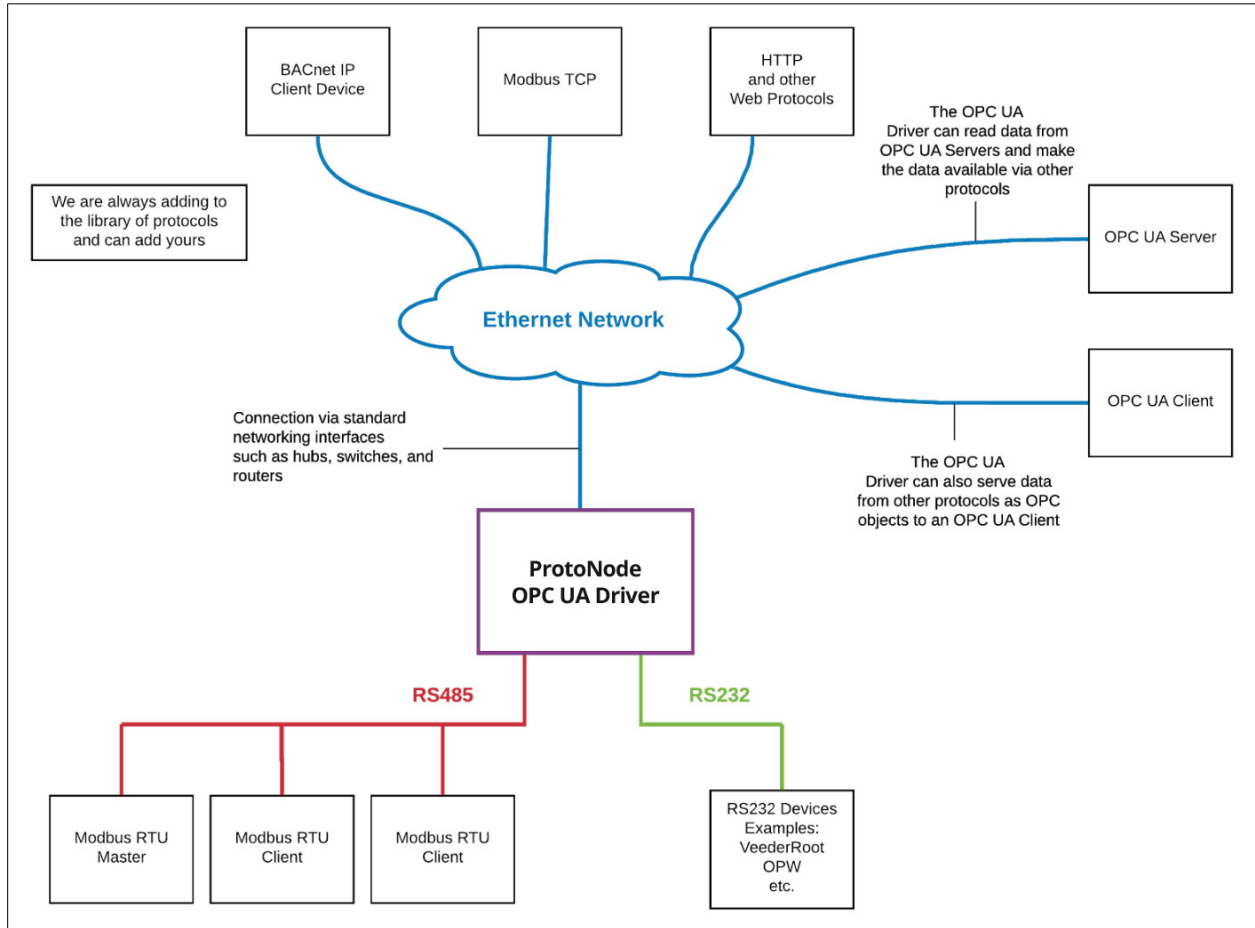 BACnet IP
Client Device
Modbus TCP
HTTP
and other
Web Protocols
The OPC UA
Driver can read data from
OPC UA Servers and make
the data available via other
protocols
We are always adding to
the library of protocols
and can add yours
OPC UA Server
Ethernet Network
OPC UA Client
Connection via standard
networking interfaces
such as hubs, switches, and
routers
The OPC UA
Driver can also serve data
from other protocols as OPC
objects to an OPC UA Client
ProtoNode
OPC UA Driver
RS485
RS232
Modbus RTU
Master
Modbus RTU
Client
Modbus RTU
Client
RS232 Devices
Examples:
VeederRoot
OPW
etc.